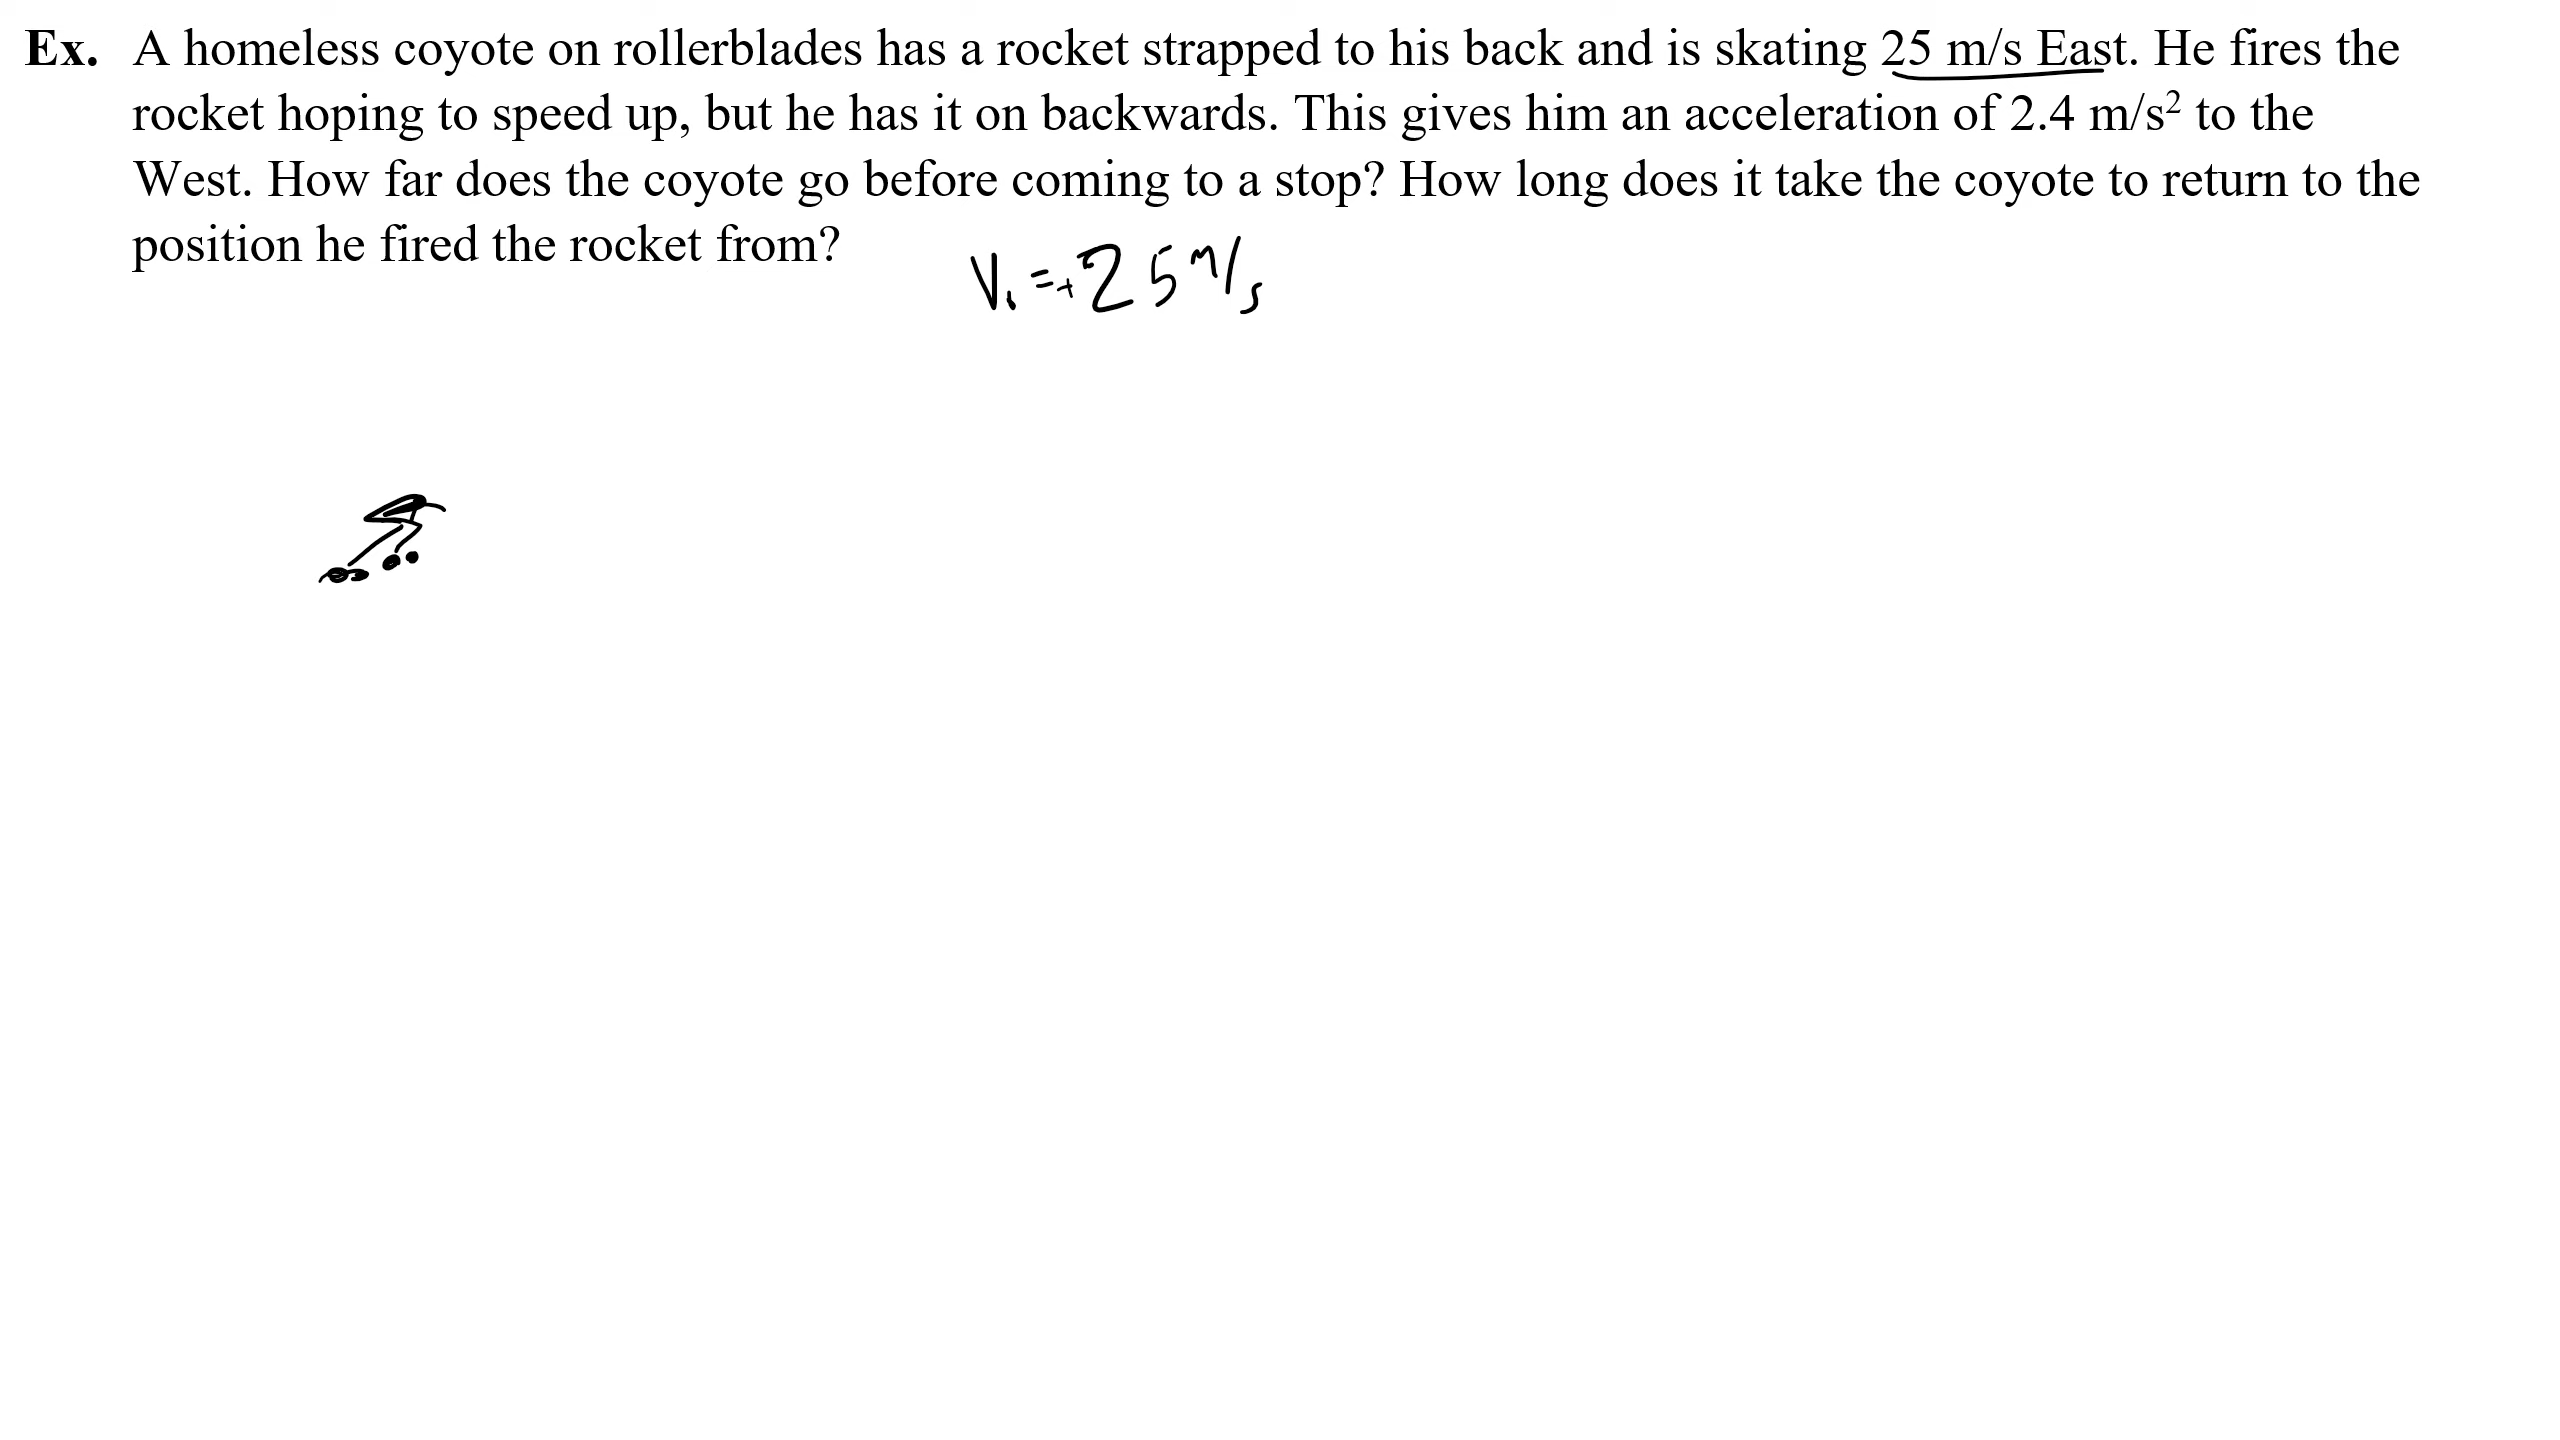 Ex. A homeless coyote on rollerblades has a rocket strapped to his back and is skating 25 m/s East. He fires the
rocket hoping to speed up, but he has it on backwards. This gives him an acceleration of 2.4 m/s² to the
West. How far does the coyote go before coming to a stop? How long does it take the coyote to return to the
position he fired the rocket from?
V₁ = +25 m/s